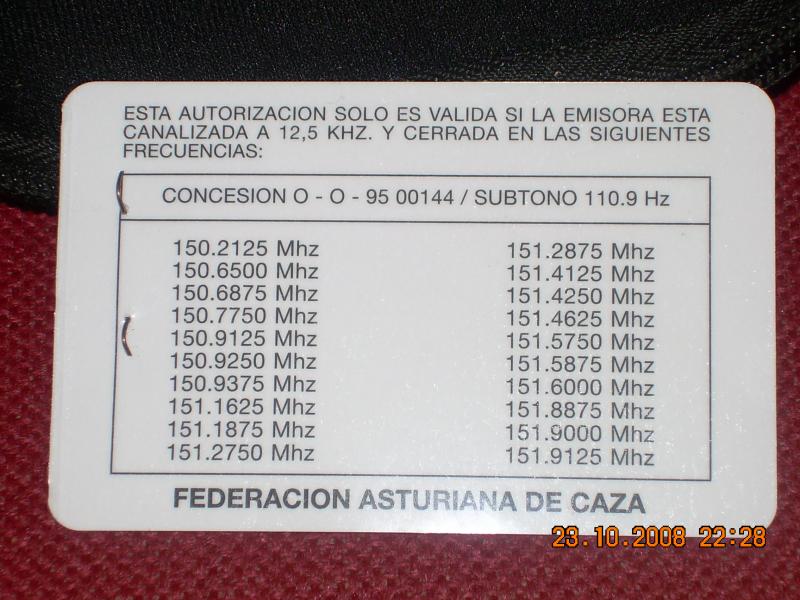 ESTA AUTORIZACION SOLO ES VALIDA SI LA EMISORA ESTA
CANALIZADA A 12,5 KHZ. Y CERRADA EN LAS SIGUIENTES
FRECUENCIAS:
CONCESION O - O - 95 00144 / SUBTONO 110.9 Hz
150.2125 Mhz
150.6500 Mhz
150.6875 Mhz
150.7750 Mhz
150.9125 Mhz
150.9250 Mhz
150.9375 Mhz
151.1625 Mhz
151.1875 Mhz
151.2750 Mhz
151.2875 Mhz
151.4125 Mhz
151.4250 Mhz
151.4625 Mhz
151.5750 Mhz
151.5875 Mhz
151.6000 Mhz
151.8875 Mhz
151.9000 Mhz
151.9125 Mhz
FEDERACION ASTURIANA DE CAZA
23.10.2008 22:28